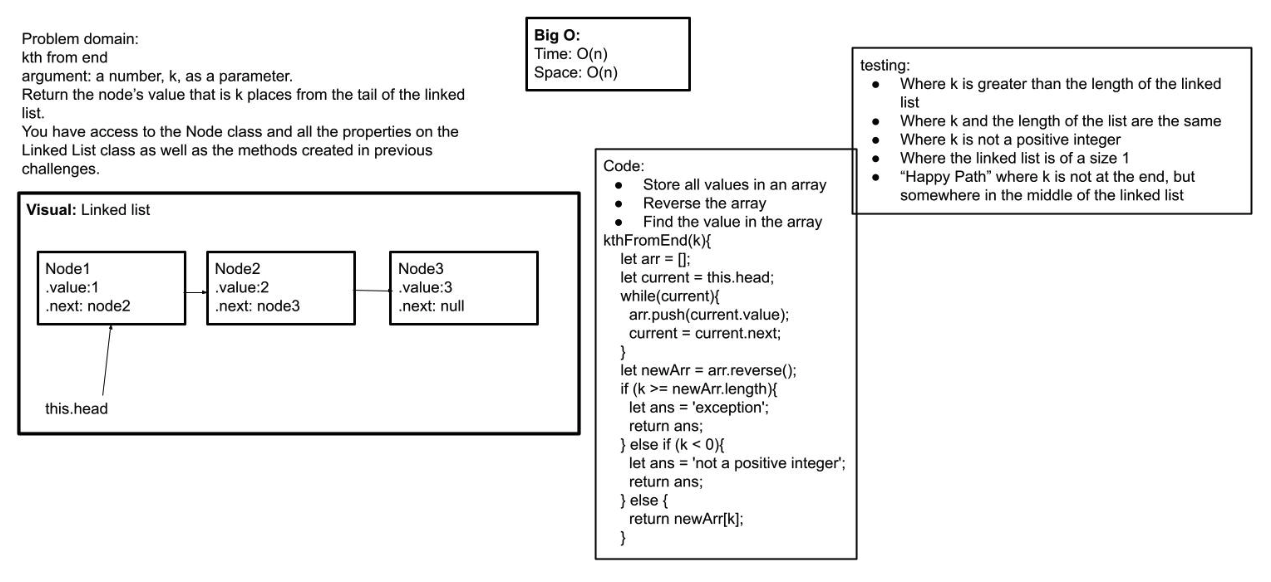 Problem domain:
kth from end
argument: a number, k, as a parameter.
Return the node’s value that is k places from the tail of the linked
list.
You have access to the Node class and all the properties on the
Linked List class as well as the methods created in previous
challenges.
Big O:
Time: O(n)
Space: O(n)
testing:
● Where k is greater than the length of the linked
list
● Where k and the length of the list are the same
● Where k is not a positive integer
● Where the linked list is of a size 1
● “Happy Path” where k is not at the end, but
somewhere in the middle of the linked list
Visual: Linked list
Node1
.value:1
.next: node2
Node2
.value:2
.next: node3
Node3
.value:3
.next: null
this.head
Code:
● Store all values in an array
● Reverse the array
● Find the value in the array
kthFromEnd(k){
let arr = [];
let current = this.head;
while(current){
arr.push(current.value);
current = current.next;
}
let newArr = arr.reverse();
if (k >= newArr.length){
let ans = 'exception';
return ans;
} else if (k < 0){
let ans = 'not a positive integer';
return ans;
} else {
return newArr[k];
}